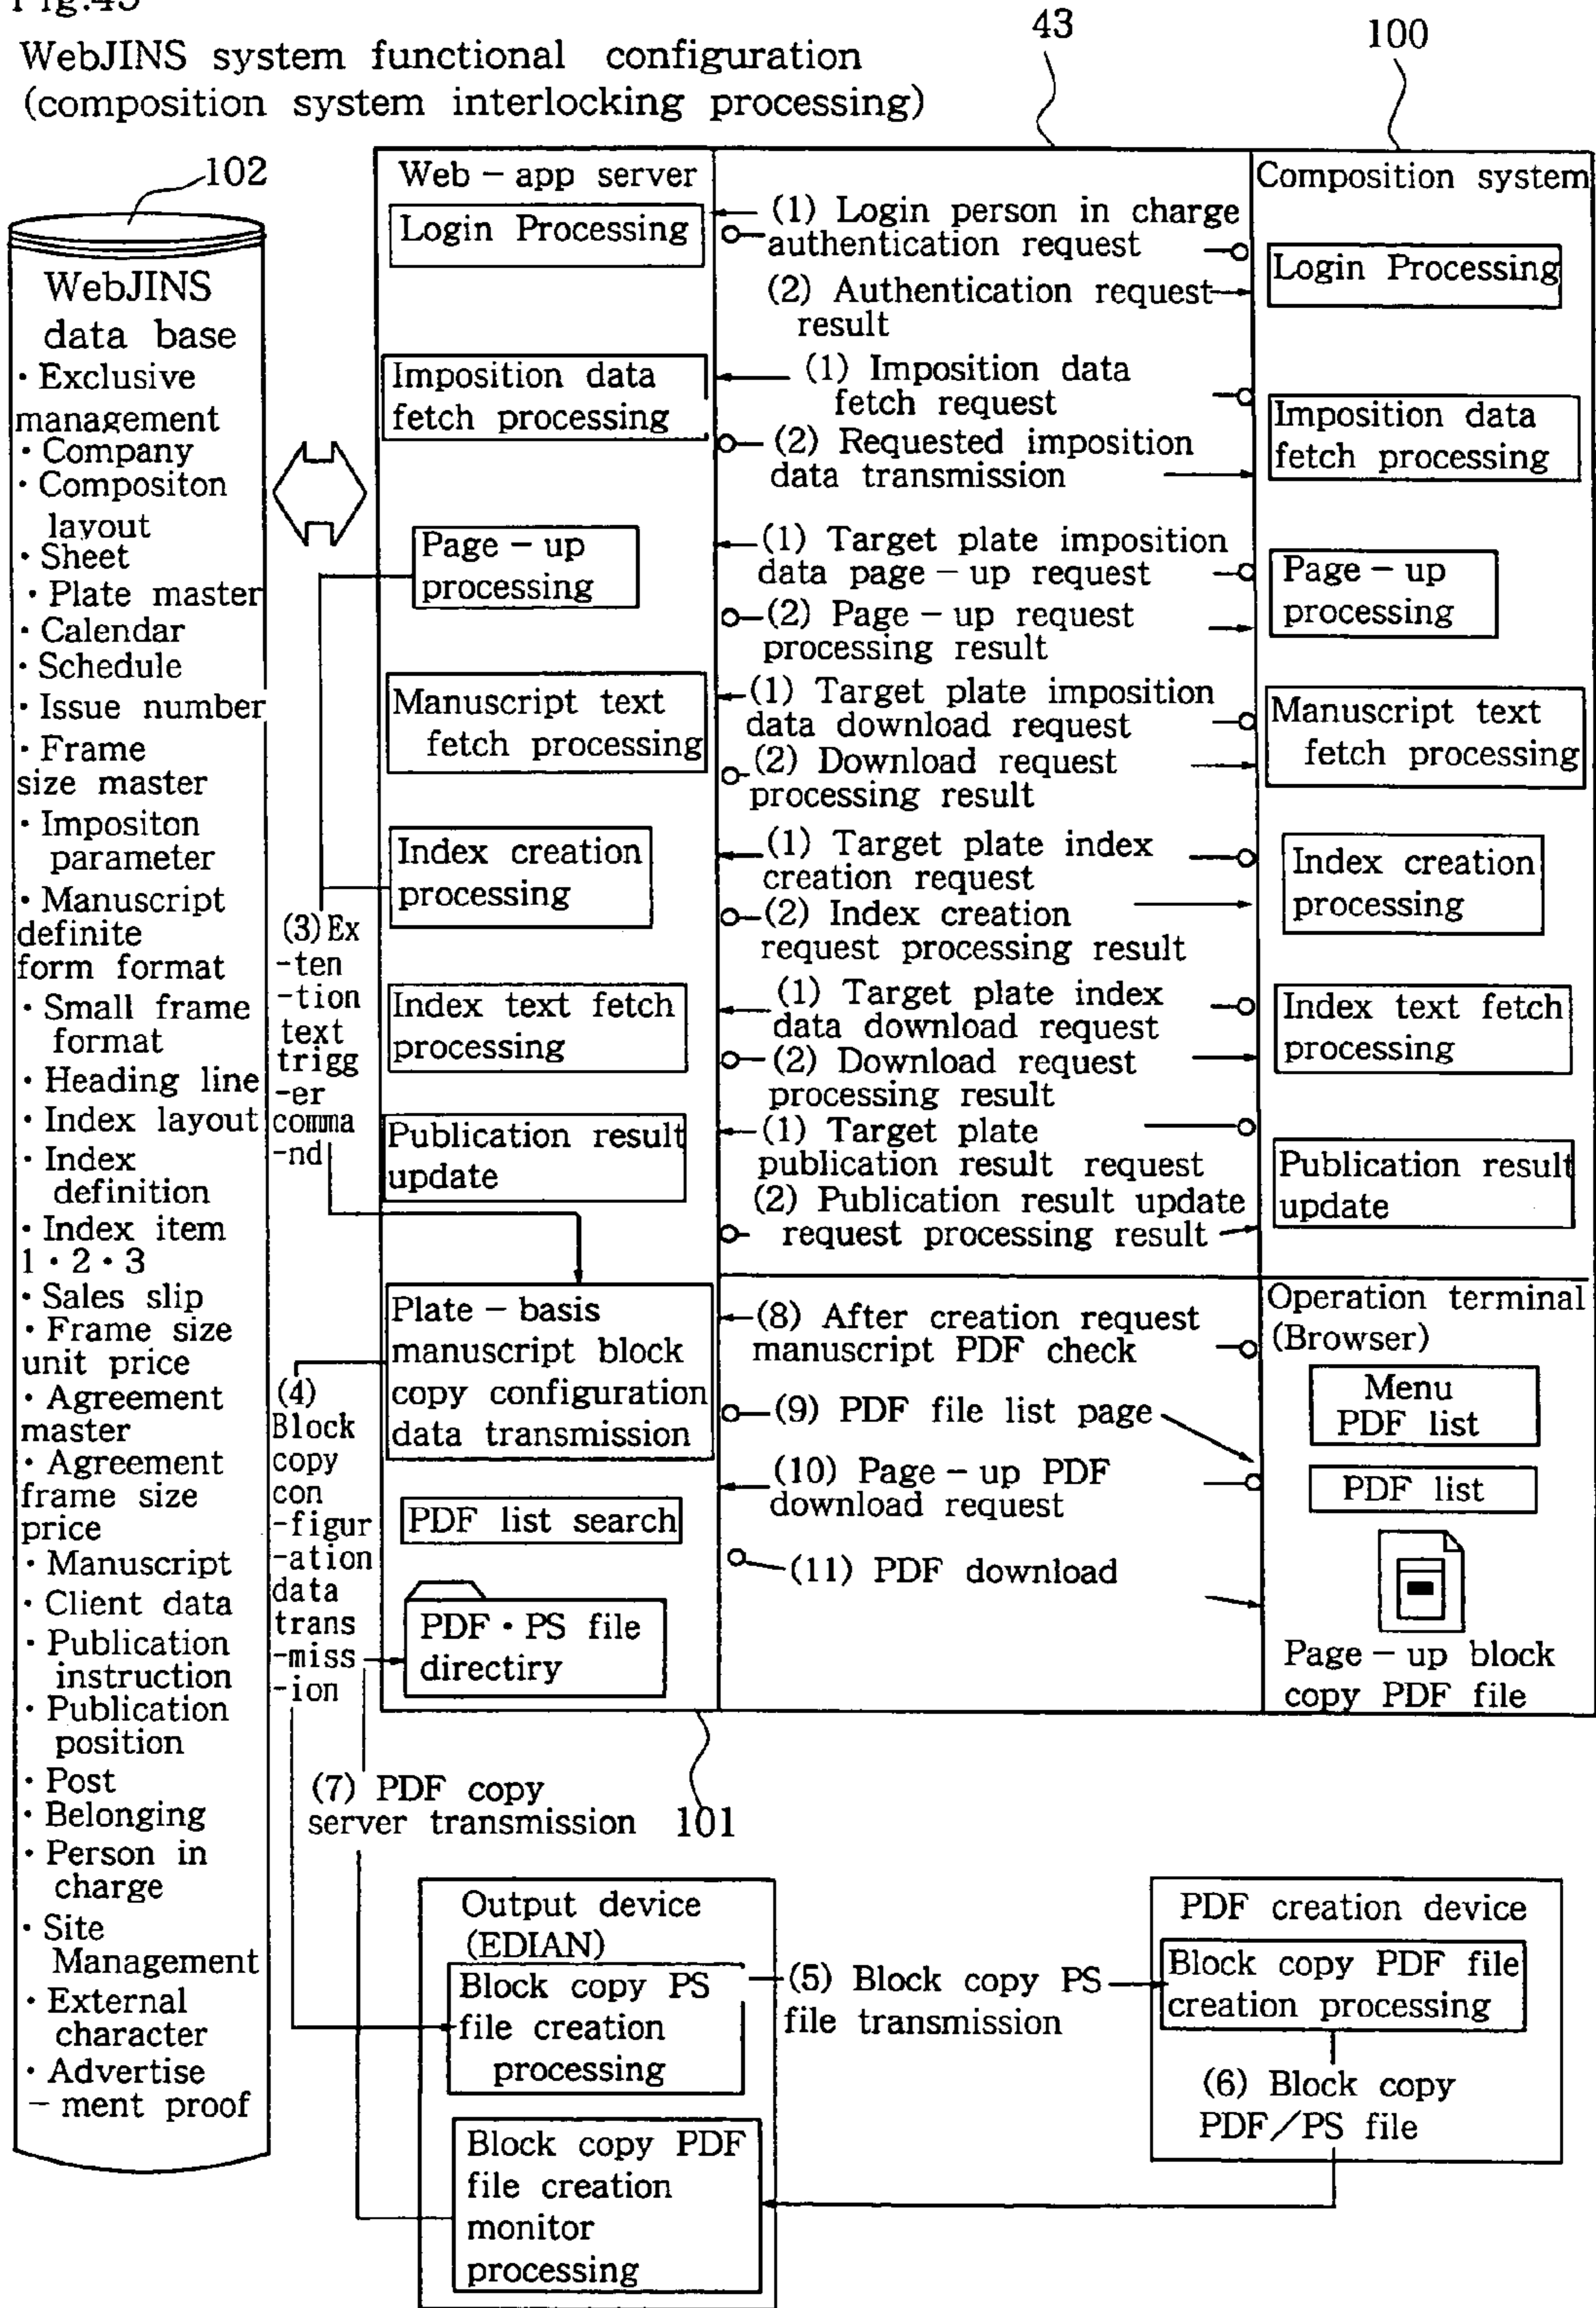 Fig.43
WebJINS system functional configuration
(composition system interlocking processing)
43
100
102
WebJINS
data base
・Exclusive
management
・Company
・Compositon
layout
・Sheet
・Plate master
・Calendar
・Schedule
・Issue number
・Frame
size master
・Impositon
parameter
・Manuscript
definite
form format
・Small frame
format
・Heading line
・Index layout
・Index
definition
・Index item
1・2・3
・Sales slip
・Frame size
unit price
・Agreement
master
・Agreement
frame size
price
・Manuscript
・Client data
・Publication
instruction
・Publication
position
・Post
・Belonging
・Person in
charge
・Site
Management
・External
character
・Advertise
－ment proof
(3)Ex
-ten
-tion
text
trigg
-er
comma
-nd
(4)
Block
copy
con
-figur
-ation
data
trans
-miss
-ion
Web－app server
Login Processing
Imposition data
fetch processing
Page－up
processing
Manuscript text
fetch processing
Index creation
processing
Index text fetch
processing
Publication result
update
Plate－basis
manuscript block
copy configuration
data transmission
PDF list search
PDF・PS file
directiry
(1) Login person in charge
authentication request
(2) Authentication request
result
(1) Imposition data
fetch request
(2) Requested imposition
data transmission
(1) Target plate imposition
data page－up request
(2) Page－up request
processing result
(1) Target plate imposition
data download request
(2) Download request
processing result
(1) Target plate index
creation request
(2) Index creation
request processing result
(1) Target plate index
data download request
(2) Download request
processing result
(1) Target plate
publication result request
(2) Publication result update
request processing result
(8) After creation request
manuscript PDF check
(9) PDF file list page
(10) Page－up PDF
download request
(11) PDF download
Composition system
Login Processing
Imposition data
fetch processing
Page－up
processing
Manuscript text
fetch processing
Index creation
processing
Index text fetch
processing
Publication result
update
Operation terminal
(Browser)
Menu
PDF list
PDF list
Page－up block
copy PDF file
(7) PDF copy
server transmission
101
Output device
(EDIAN)
Block copy PS
file creation
processing
Block copy PDF
file creation
monitor
processing
(5) Block copy PS
file transmission
PDF creation device
Block copy PDF file
creation processing
(6) Block copy
PDF／PS file